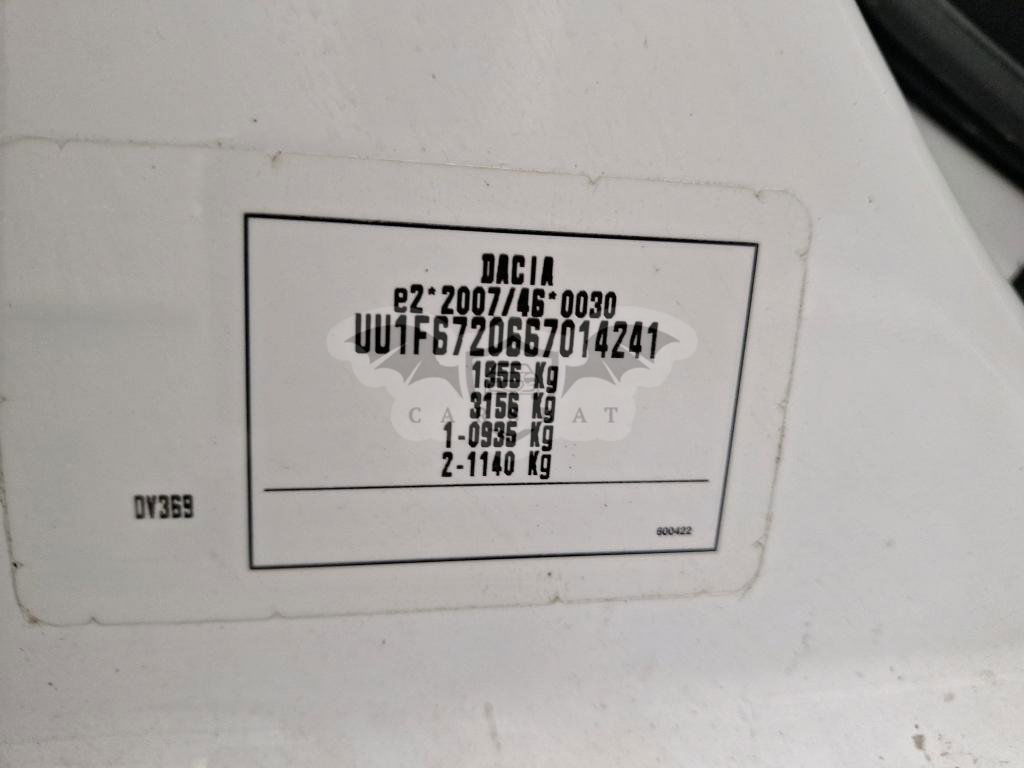 DACIA
e2*2007/46*0030
UU1F6720667014241
1956 Kg
3156 Kg
1-0935 Kg
2-1140 Kg
DV369
600422